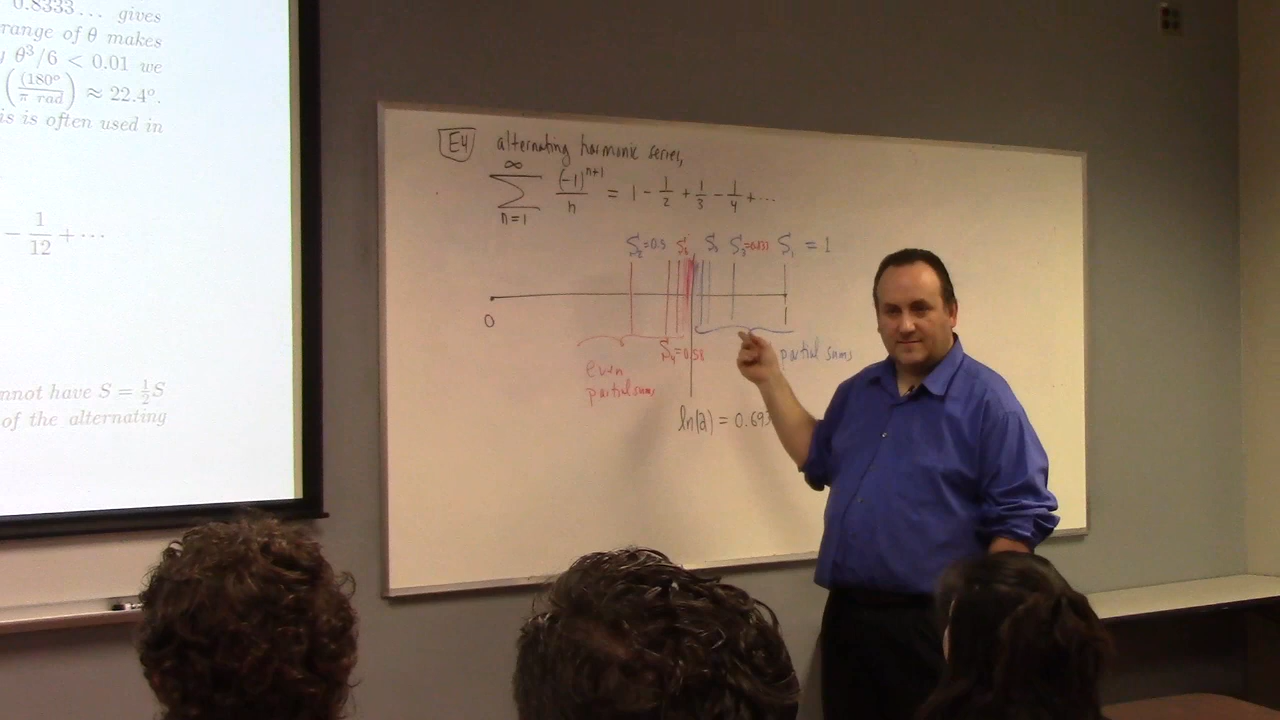 0.8333... gives
range of θ makes
θ³/6 < 0.01 we
((180°/π rad) ≈ 22.4°.
is is often used in
- 1/12 + ⋯
nnot have S = ½S
of the alternating
E4 alternating harmonic series,
∞
∑ (-1)^{n+1}/n = 1 - 1/2 + 1/3 - 1/4 + ⋯
n=1
S₂=0.5 S₆ S₃=0.833 S₁ = 1
0 1
S₄=0.58
even
partial sums
partial sums
ln(2) = 0.693